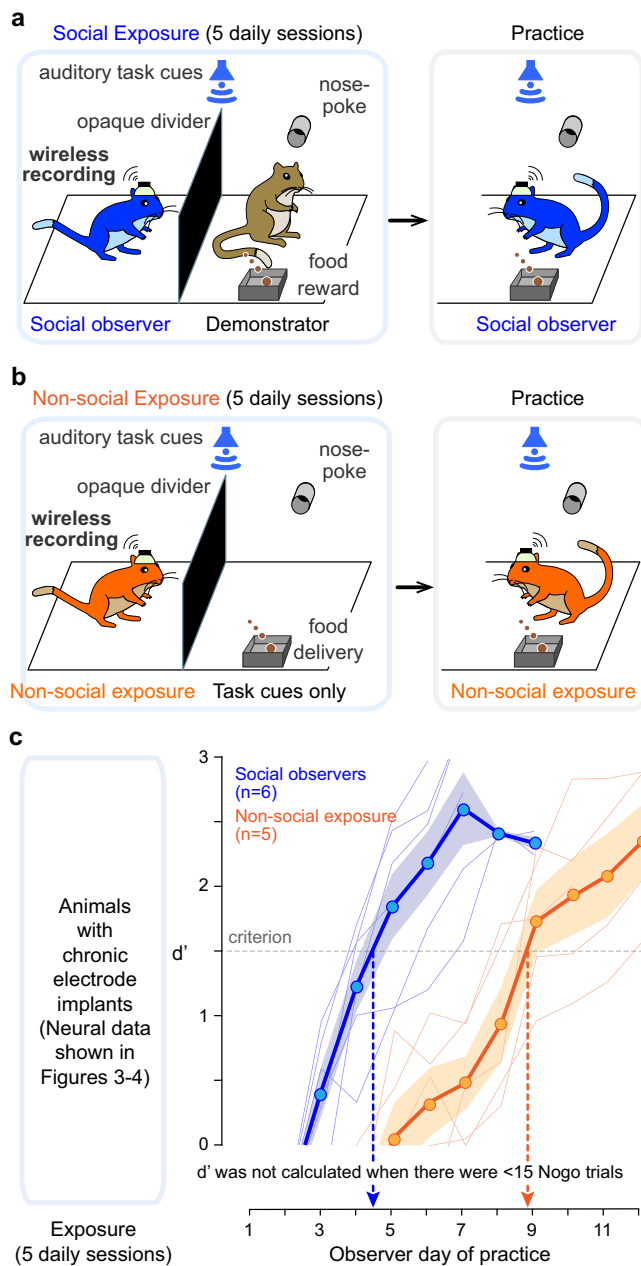 a
Social Exposure (5 daily sessions)
Practice
auditory task cues
nose-
poke
opaque divider
wireless
recording
food
reward
Social observer
Demonstrator
Social observer
b
Non-social Exposure (5 daily sessions)
Practice
auditory task cues
nose-
poke
opaque divider
wireless
recording
food
delivery
Non-social exposure
Task cues only
Non-social exposure
c
Animals
with
chronic
electrode
implants
(Neural data
shown in
Figures 3-4)
Exposure
(5 daily sessions)
3
2
1
0
d'
Social observers
(n=6)
Non-social exposure
(n=5)
criterion
d' was not calculated when there were <15 Nogo trials
1 3 5 7 9 11
Observer day of practice